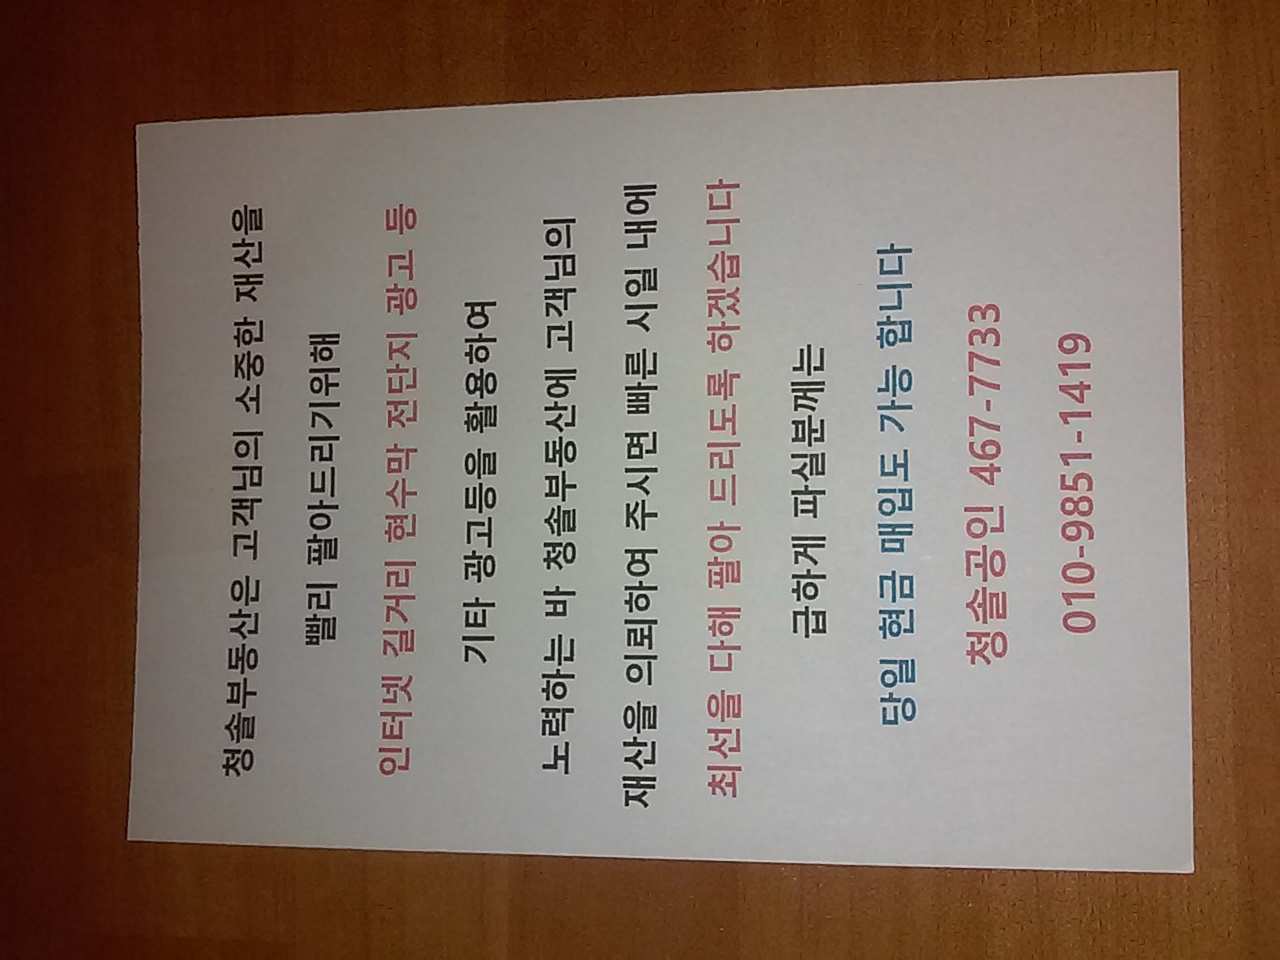 청솔부동산은 고객님의 소중한 재산을
빨리 팔아드리기위해
인터넷 길거리 현수막 전단지 광고 등
기타 광고등을 활용하여
노력하는 바 청솔부동산에 고객님의
재산을 의뢰하여 주시면 빠른 시일 내에
최선을 다해 팔아 드리도록 하겠습니다
급하게 파실분께는
당일 현금 매입도 가능 합니다
청솔공인 467-7733
010-9851-1419